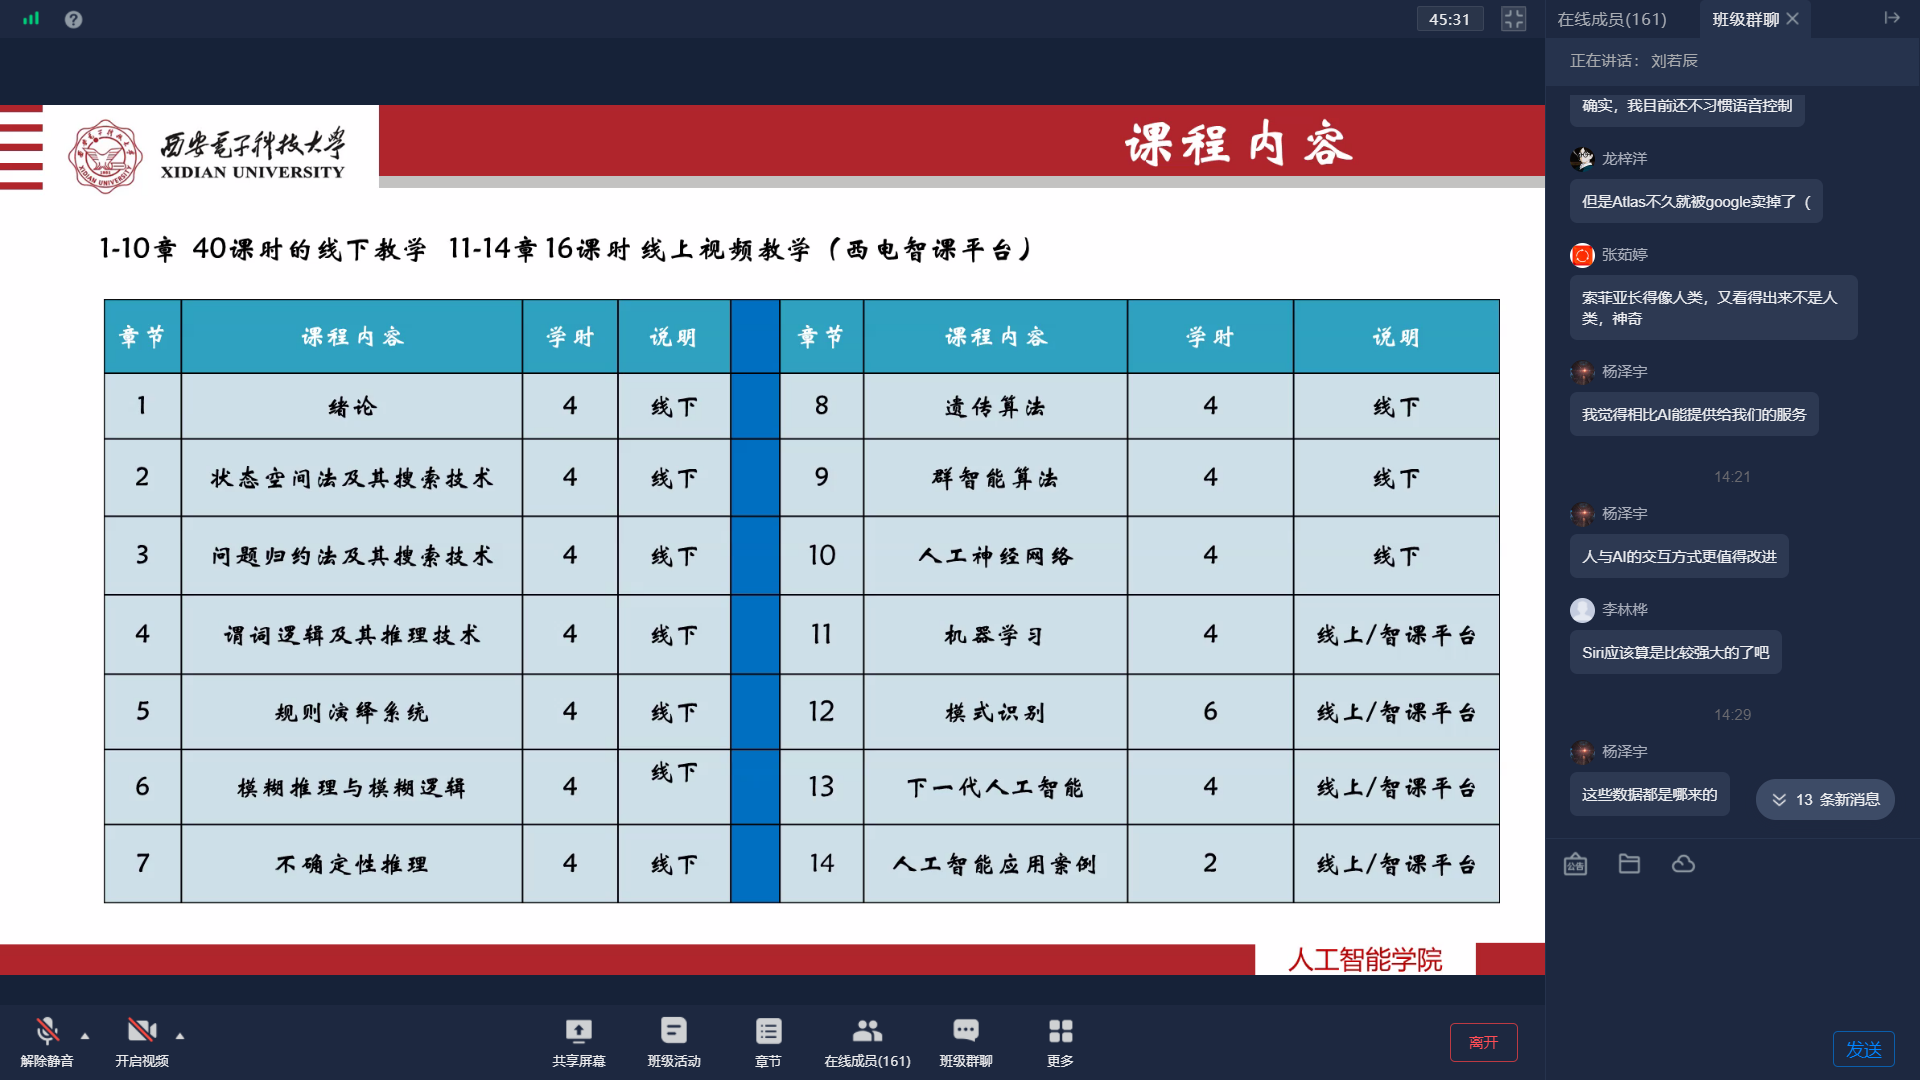 45:31
在线成员(161)
班级群聊
正在讲话： 刘若辰
西安电子科技大学
XIDIAN UNIVERSITY
课程内容
1-10章 40课时的线下教学 11-14章 16课时 线上视频教学（西电智课平台）
章节 课程内容 学时 说明 章节 课程内容 学时 说明
1 绪论 4 线下 8 遗传算法 4 线下
2 状态空间法及其搜索技术 4 线下 9 群智能算法 4 线下
3 问题归约法及其搜索技术 4 线下 10 人工神经网络 4 线下
4 谓词逻辑及其推理技术 4 线下 11 机器学习 4 线上/智课平台
5 规则演绎系统 4 线下 12 模式识别 6 线上/智课平台
6 模糊推理与模糊逻辑 4 线下 13 下一代人工智能 4 线上/智课平台
7 不确定性推理 4 线下 14 人工智能应用案例 2 线上/智课平台
人工智能学院
确实，我目前还不习惯语音控制
龙梓洋
但是Atlas不久就被google卖掉了（
张茹婷
索菲亚长得像人类，又看得出来不是人
类，神奇
杨泽宇
我觉得相比AI能提供给我们的服务
14:21
杨泽宇
人与AI的交互方式更值得改进
李林桦
Siri应该算是比较强大的了吧
14:29
杨泽宇
这些数据都是哪来的
13 条新消息
公告
解除静音
开启视频
共享屏幕
班级活动
章节
在线成员(161)
班级群聊
更多
离开
发送